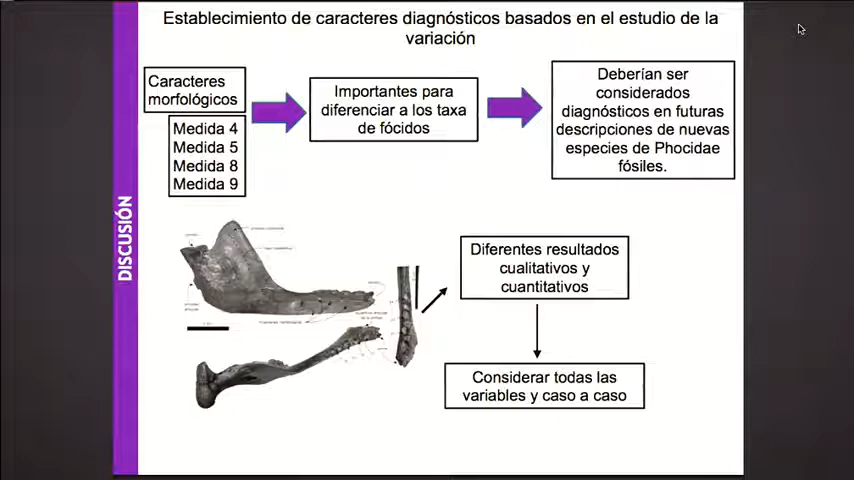 Establecimiento de caracteres diagnósticos basados en el estudio de la
variación
Caracteres
morfológicos
Medida 4
Medida 5
Medida 8
Medida 9
Importantes para
diferenciar a los taxa
de fócidos
Deberían ser
considerados
diagnósticos en futuras
descripciones de nuevas
especies de Phocidae
fósiles.
DISCUSIÓN
Diferentes resultados
cualitativos y
cuantitativos
Considerar todas las
variables y caso a caso